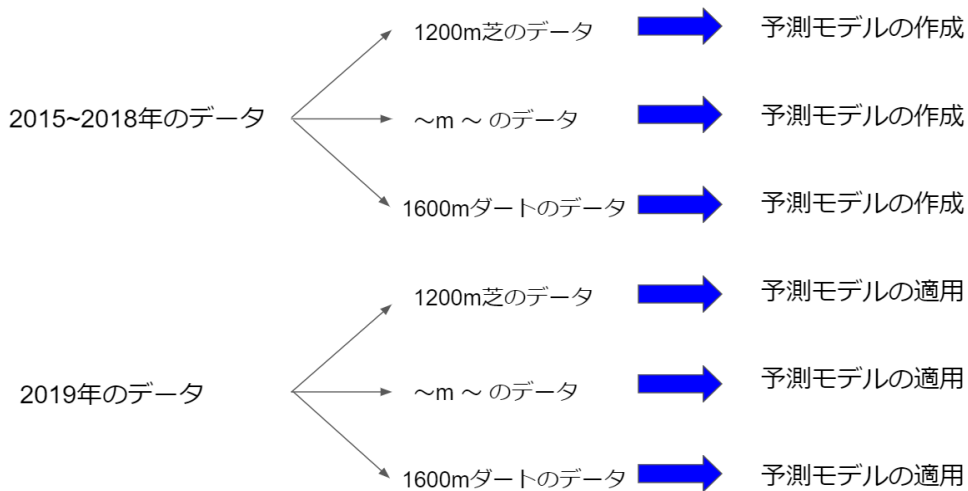 1200m芝のデータ
予測モデルの作成
2015~2018年のデータ
～m ～ のデータ
予測モデルの作成
1600mダートのデータ
予測モデルの作成
1200m芝のデータ
予測モデルの適用
2019年のデータ
～m ～ のデータ
予測モデルの適用
1600mダートのデータ
予測モデルの適用